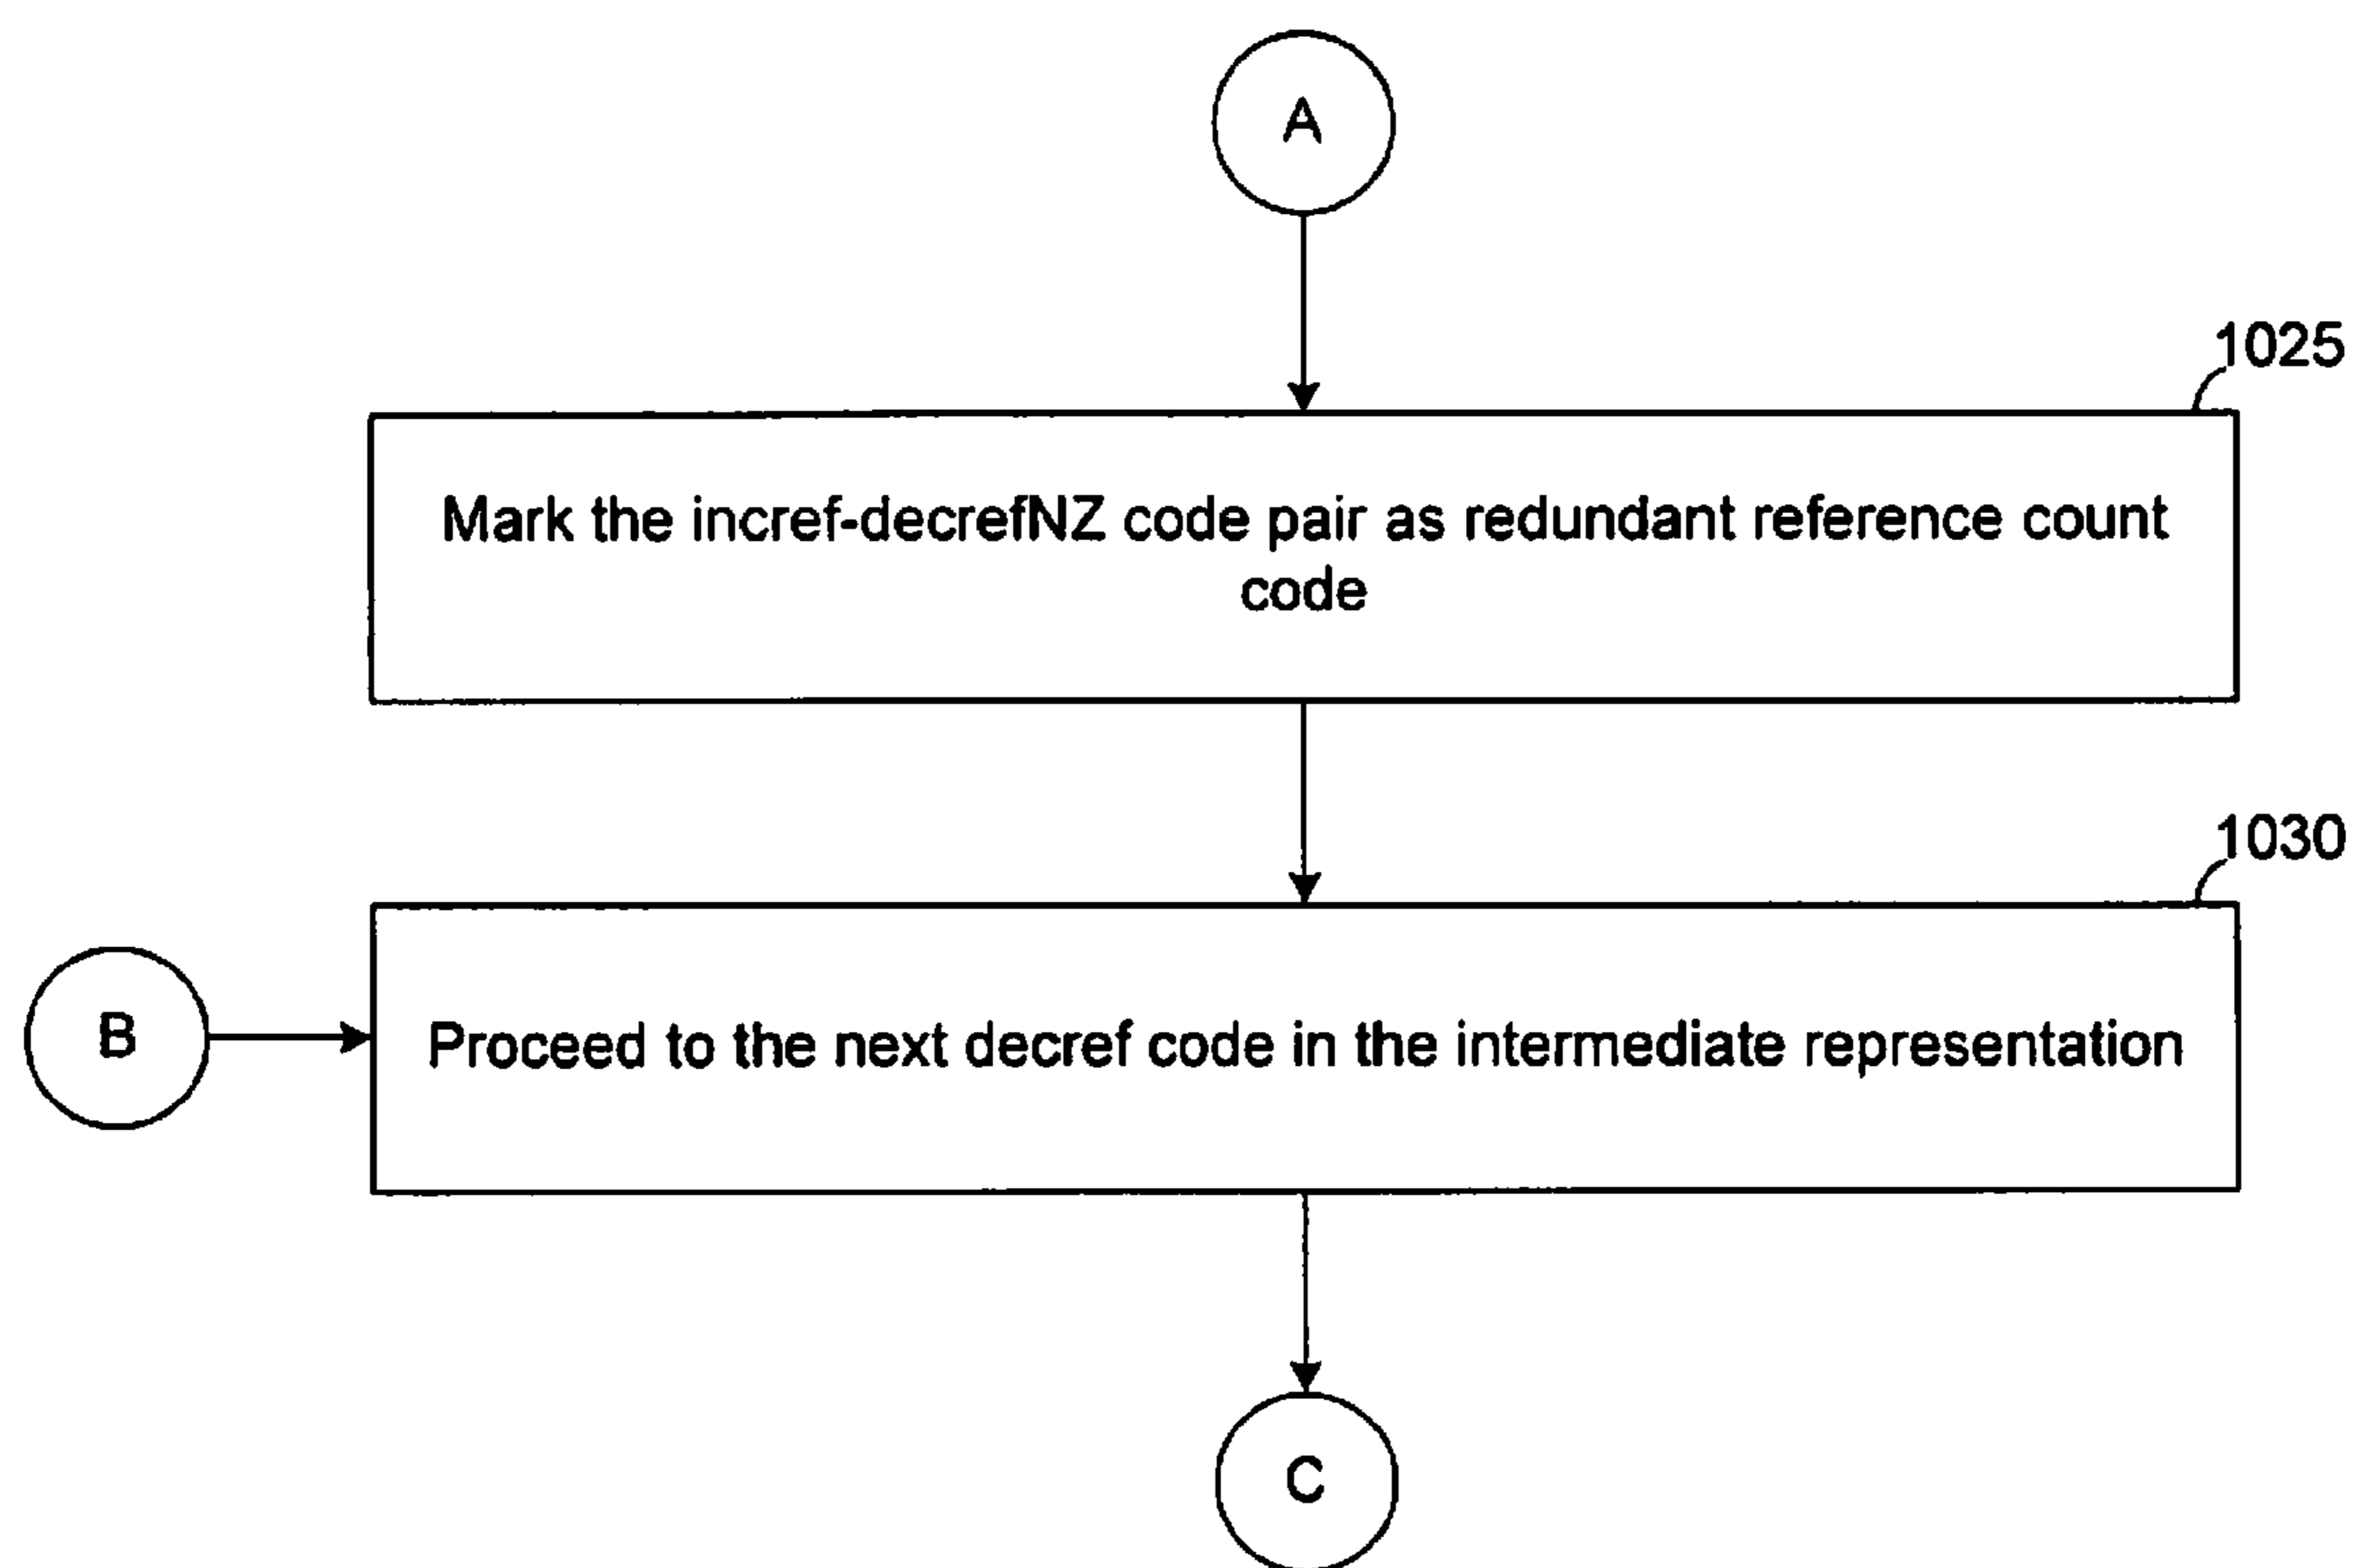 A
1025
Mark the incref-decrefNZ code pair as redundant reference count
code
1030
B
Proceed to the next decref code in the intermediate representation
C